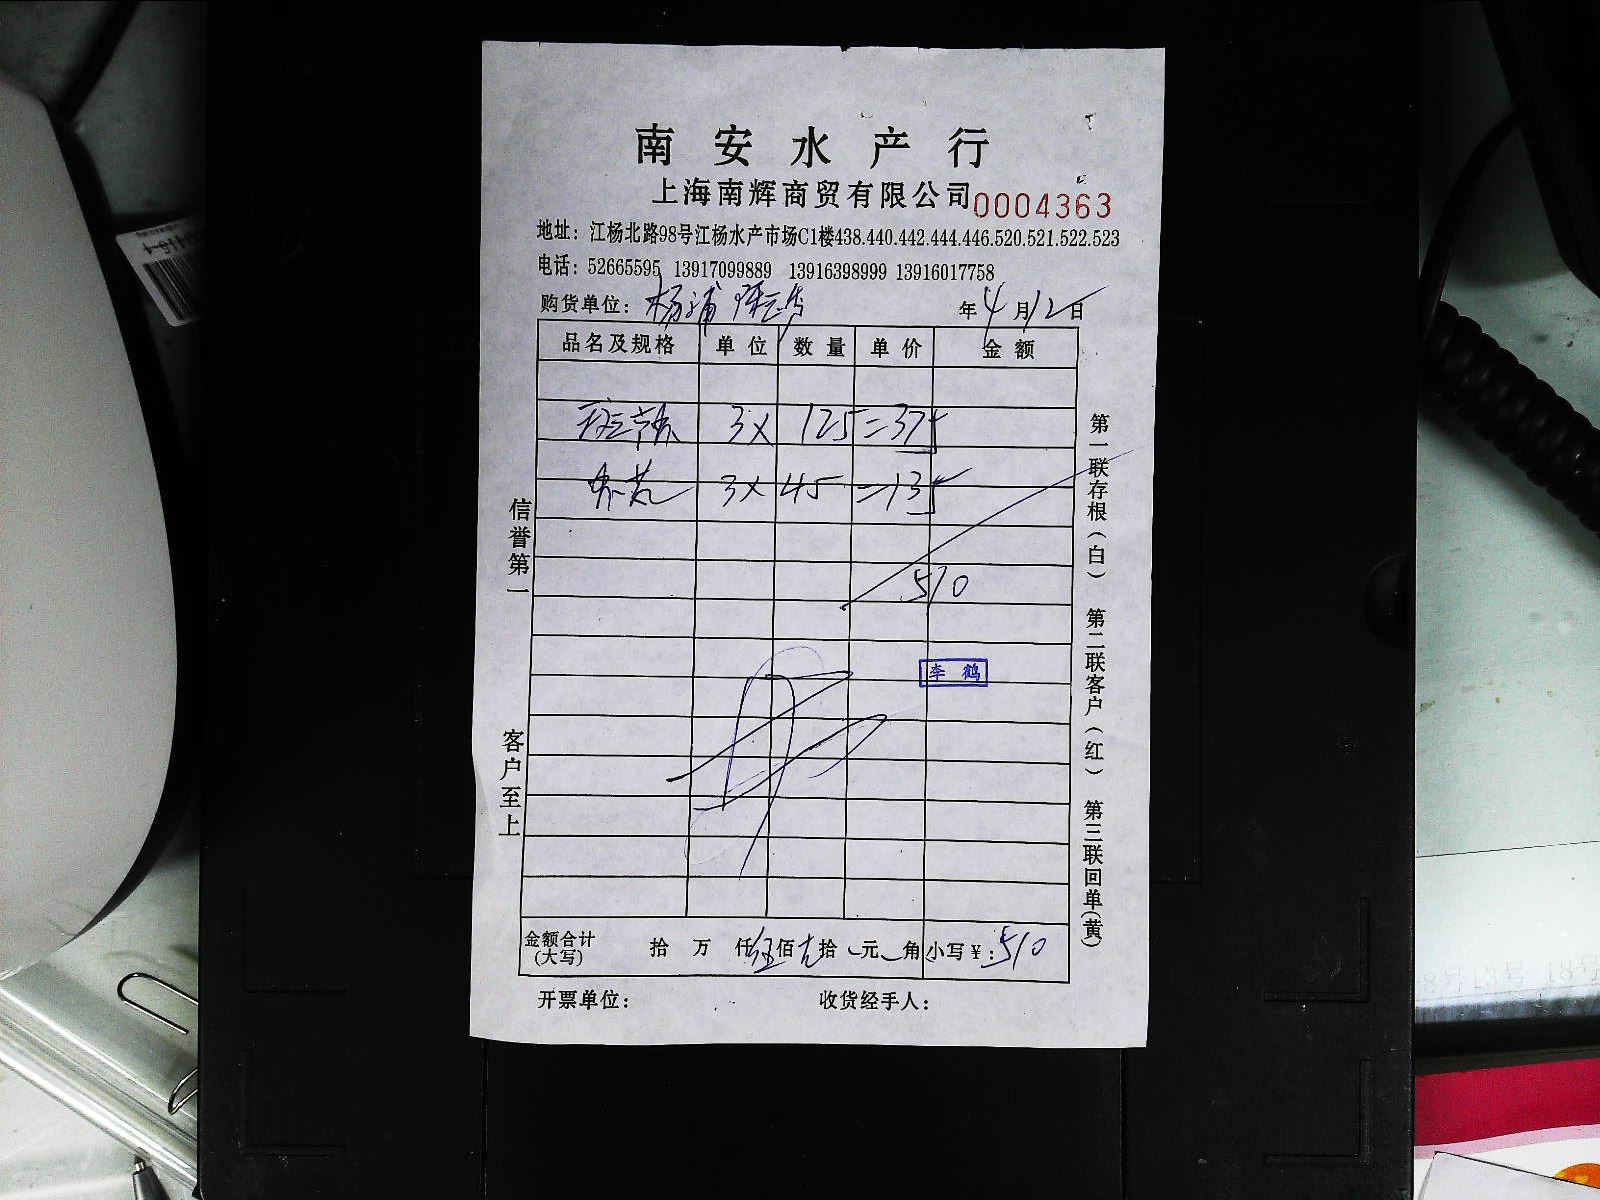 南安水产行
上海南辉商贸有限公司 0004363
地址：江杨北路98号江杨水产市场C1楼438.440.442.444.446.520.521.522.523
电话：52665595 13917099889 13916398999 13916017758
购货单位：杨浦 年4月12日
品名及规格 单位 数量 单价 金额
3× 125=375
3×45=135
510
李鹤
金额合计(大写) 拾 万 仟伍佰 拾 元 角 小写￥：510
开票单位： 收货经手人：
信誉第一
客户至上
第一联存根(白) 第二联客户(红) 第三联回单(黄)